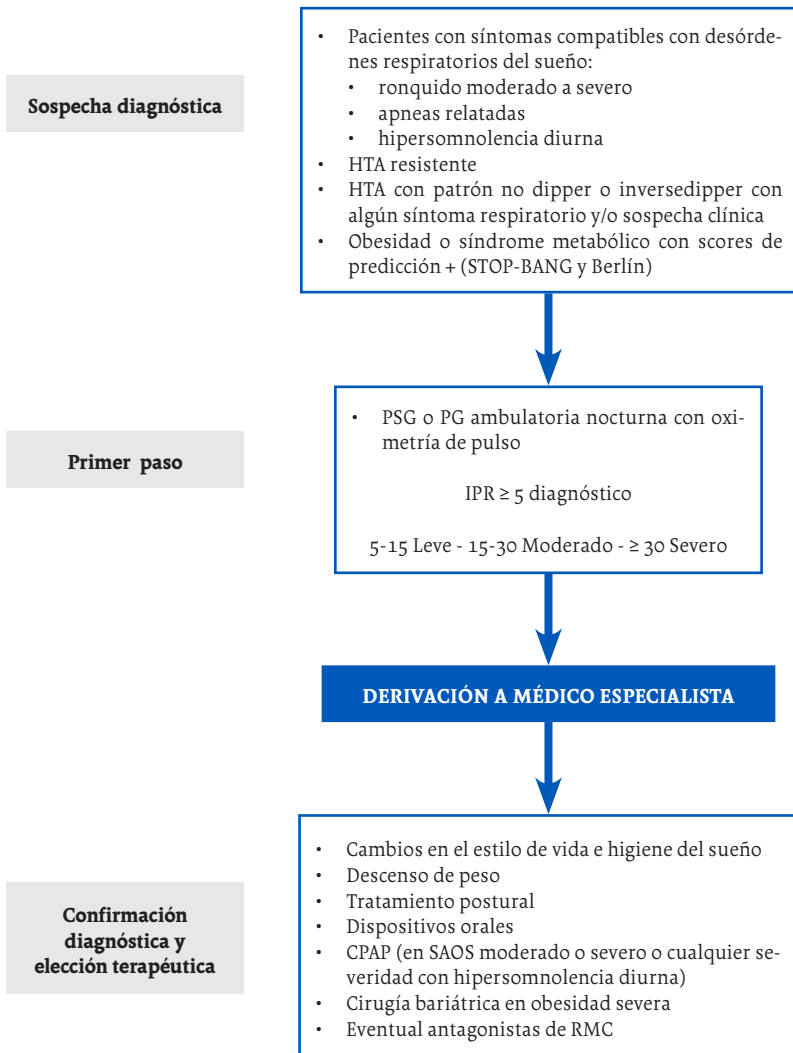 Sospecha diagnóstica
• Pacientes con síntomas compatibles con desórde-
nes respiratorios del sueño:
• ronquido moderado a severo
• apneas relatadas
• hipersomnolencia diurna
• HTA resistente
• HTA con patrón no dipper o inversedipper con
algún síntoma respiratorio y/o sospecha clínica
• Obesidad o síndrome metabólico con scores de
predicción + (STOP-BANG y Berlín)
Primer paso
• PSG o PG ambulatoria nocturna con oxi-
metría de pulso
IPR ≥ 5 diagnóstico
5-15 Leve - 15-30 Moderado - ≥ 30 Severo
DERIVACIÓN A MÉDICO ESPECIALISTA
Confirmación
diagnóstica y
elección terapéutica
• Cambios en el estilo de vida e higiene del sueño
• Descenso de peso
• Tratamiento postural
• Dispositivos orales
• CPAP (en SAOS moderado o severo o cualquier se-
veridad con hipersomnolencia diurna)
• Cirugía bariátrica en obesidad severa
• Eventual antagonistas de RMC